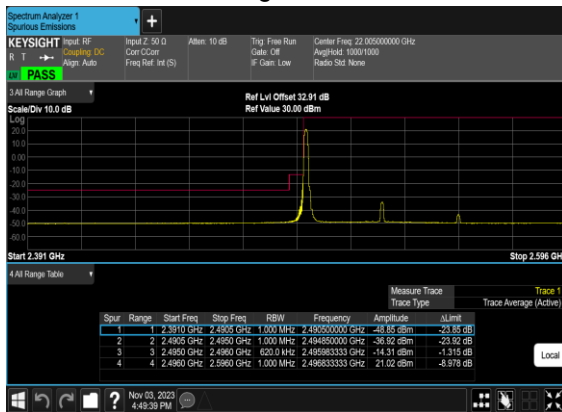 Spectrum Analyzer 1
Spurious Emissions
KEYSIGHT Input: RF Input Z: 50 Ω Atten: 10 dB Trig: Free Run Center Freq: 22.005000000 GHz
R T Coupling: DC Corr CCorr Gate: Off Avg|Hold: 1000/1000
Align: Auto Freq Ref: Int (S) IF Gain: Low Radio Std: None
PASS
3 All Range Graph
Ref Lvl Offset 32.91 dB
Scale/Div 10.0 dB Ref Value 30.00 dBm
Log
20.0
10.0
0.00
-10.0
-20.0
-30.0
-40.0
-50.0
-60.0
Start 2.391 GHz Stop 2.596 GH
4 All Range Table
Measure Trace Trace 1
Trace Type Trace Average (Active)
Spur Range Start Freq Stop Freq RBW Frequency Amplitude ΔLimit
1 1 2.3910 GHz 2.4905 GHz 1.000 MHz 2.490500000 GHz -48.85 dBm -23.85 dB
2 2 2.4905 GHz 2.4950 GHz 1.000 MHz 2.494850000 GHz -36.92 dBm -23.92 dB
3 3 2.4950 GHz 2.4960 GHz 620.0 kHz 2.495983333 GHz -14.31 dBm -1.315 dB
4 4 2.4960 GHz 2.5960 GHz 1.000 MHz 2.496833333 GHz 21.02 dBm -8.978 dB
Local
Nov 03, 2023
4:49:39 PM